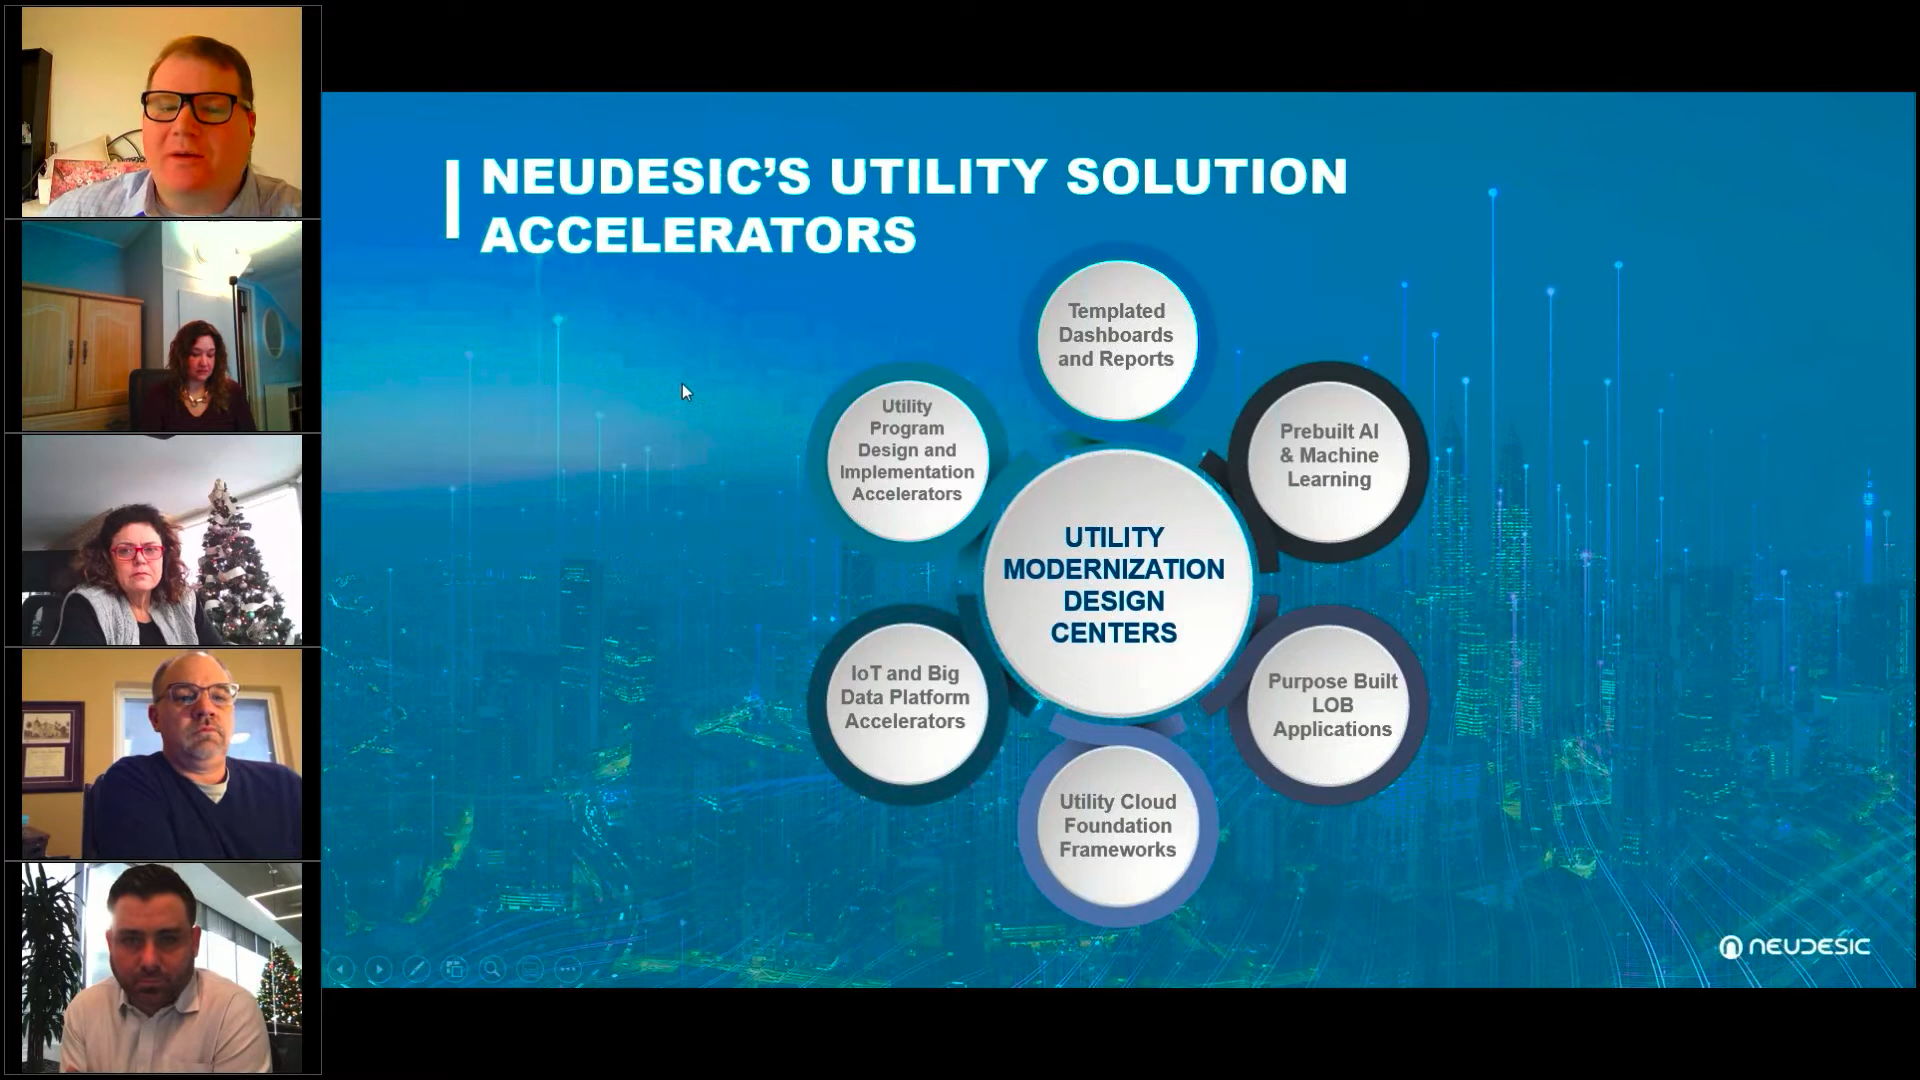 NEUDESIC’S UTILITY SOLUTION
ACCELERATORS
Templated
Dashboards
and Reports
Utility
Program
Design and
Implementation
Accelerators
Prebuilt AI
& Machine
Learning
UTILITY
MODERNIZATION
DESIGN
CENTERS
IoT and Big
Data Platform
Accelerators
Purpose Built
LOB
Applications
Utility Cloud
Foundation
Frameworks
NEUDESIC